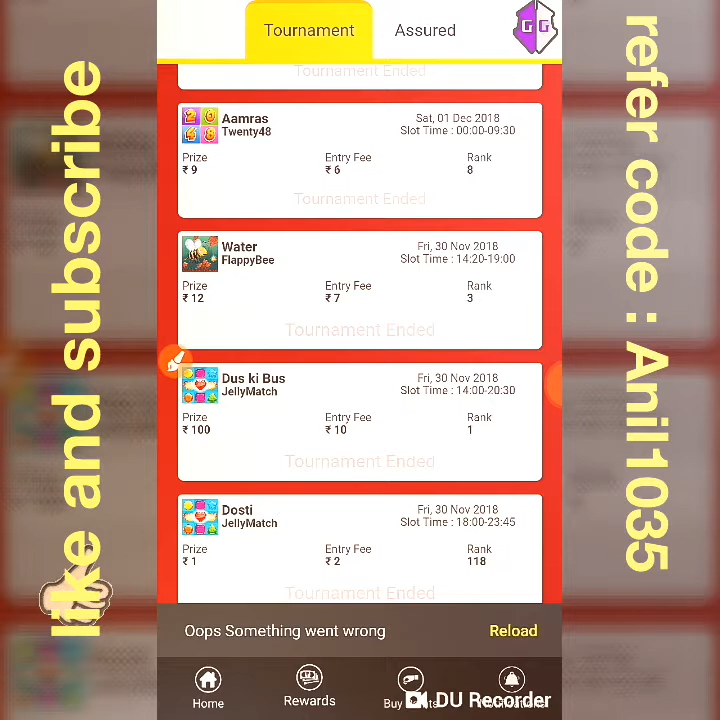 like and subscribe
Tournament Assured
GG
Tournament Ended
Aamras
Twenty48
Sat, 01 Dec 2018
Slot Time : 00:00-09:30
Prize Entry Fee Rank
₹ 9 ₹ 6 8
Tournament Ended
Water
FlappyBee
Fri, 30 Nov 2018
Slot Time : 14:20-19:00
Prize Entry Fee Rank
₹ 12 ₹ 7 3
Tournament Ended
Dus ki Bus
JellyMatch
Fri, 30 Nov 2018
Slot Time : 14:00-20:30
Prize Entry Fee Rank
₹ 100 ₹ 10 1
Tournament Ended
Dosti
JellyMatch
Fri, 30 Nov 2018
Slot Time : 18:00-23:45
Prize Entry Fee Rank
₹ 1 ₹ 2 118
Tournament Ended
Oops Something went wrong Reload
Home Rewards Buy
DU Recorder
refer code : Anil1035